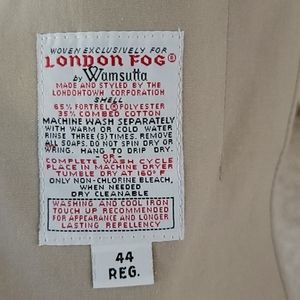 WOVEN EXCLUSIVELY FOR
LONDON FOG®
by Wamsutta
MADE AND STYLED BY THE
LONDONTOWN CORPORATION
SHELL
65% FORTREL® POLYESTER
35% COMBED COTTON
MACHINE WASH SEPARATELY
WITH WARM OR COLD WATER
RINSE THREE (3) TIMES. REMOVE
ALL SOAPS. DO NOT SPIN DRY OR
WRING. HANG TO DRIP DRY.
-OR-
COMPLETE WASH CYCLE
PLACE IN MACHINE DRYER
TUMBLE DRY AT 160° F
ONLY NON-CHLORINE BLEACH,
WHEN NEEDED
DRY CLEANABLE
WASHING AND COOL IRON
TOUCH UP RECOMMENDED
FOR APPEARANCE AND LONGER
LASTING REPELLENCY
44
REG.